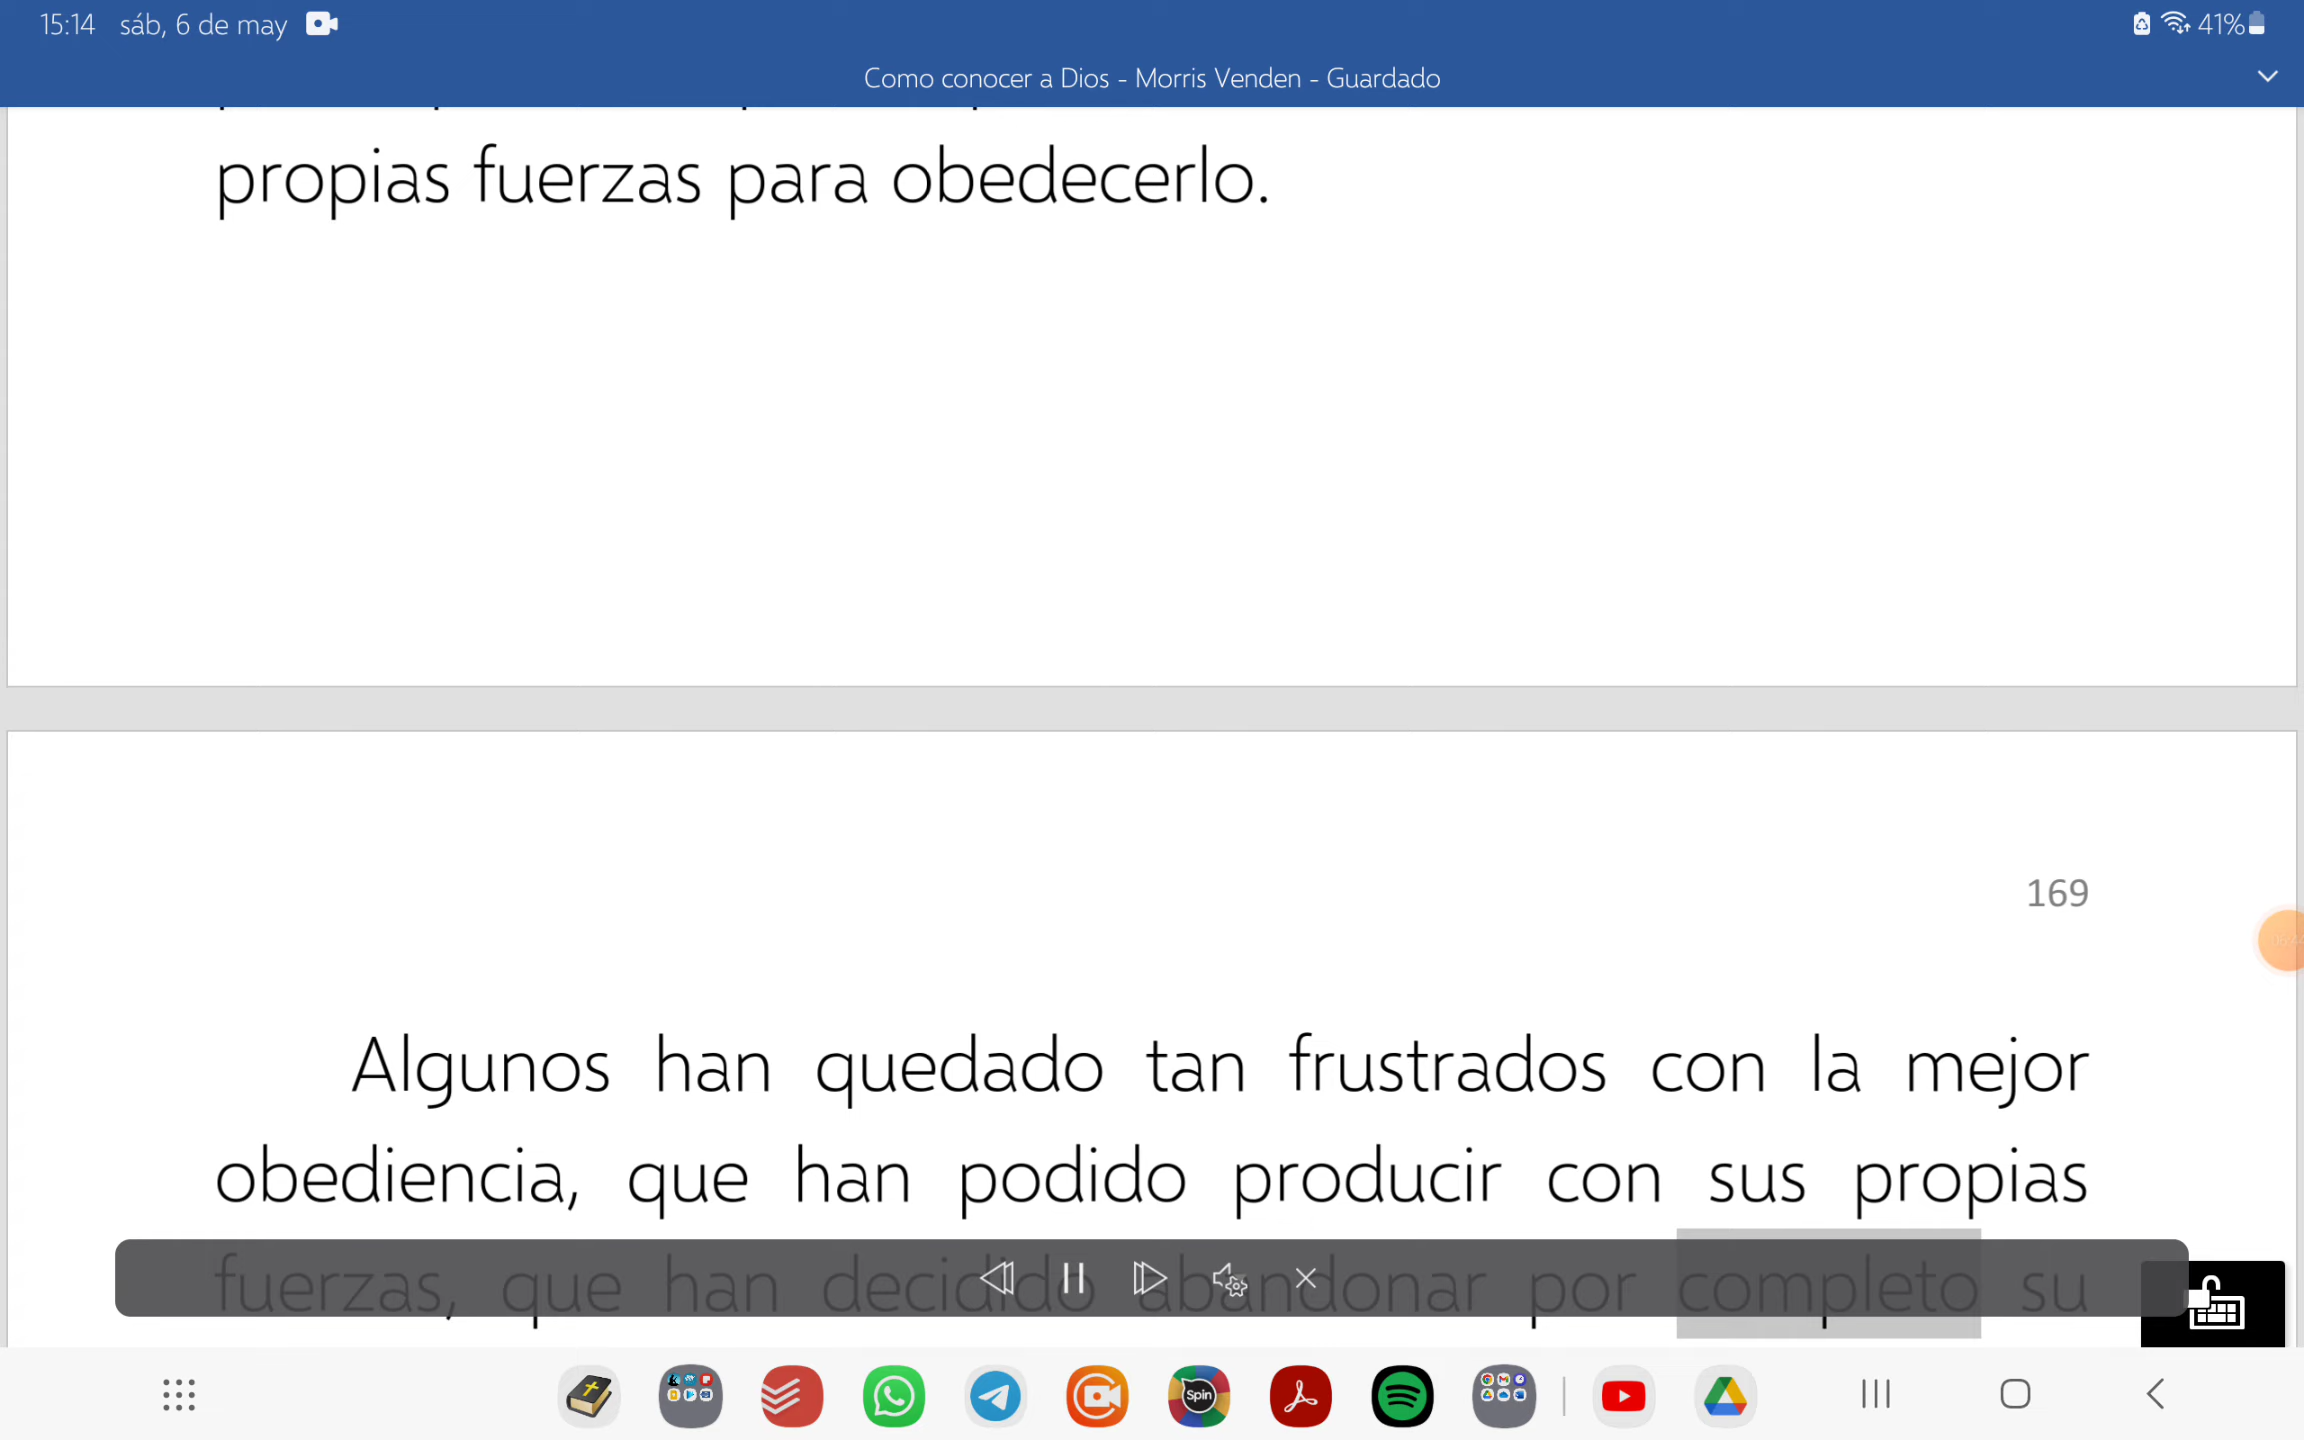 15:14 sáb, 6 de may
41%
Como conocer a Dios - Morris Venden - Guardado
propias fuerzas para obedecerlo.
169
Algunos han quedado tan frustrados con la mejor
obediencia, que han podido producir con sus propias
fuerzas, que han decidido abandonar por completo su
Spin